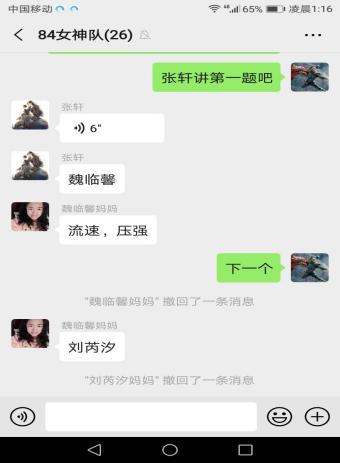 中国移动 4G 65% 凌晨1:16
84女神队(26)
张轩讲第一题吧
张轩
6"
张轩
魏临馨
魏临馨妈妈
流速，压强
下一个
"魏临馨妈妈" 撤回了一条消息
魏临馨妈妈
刘芮汐
"刘芮汐妈妈" 撤回了一条消息